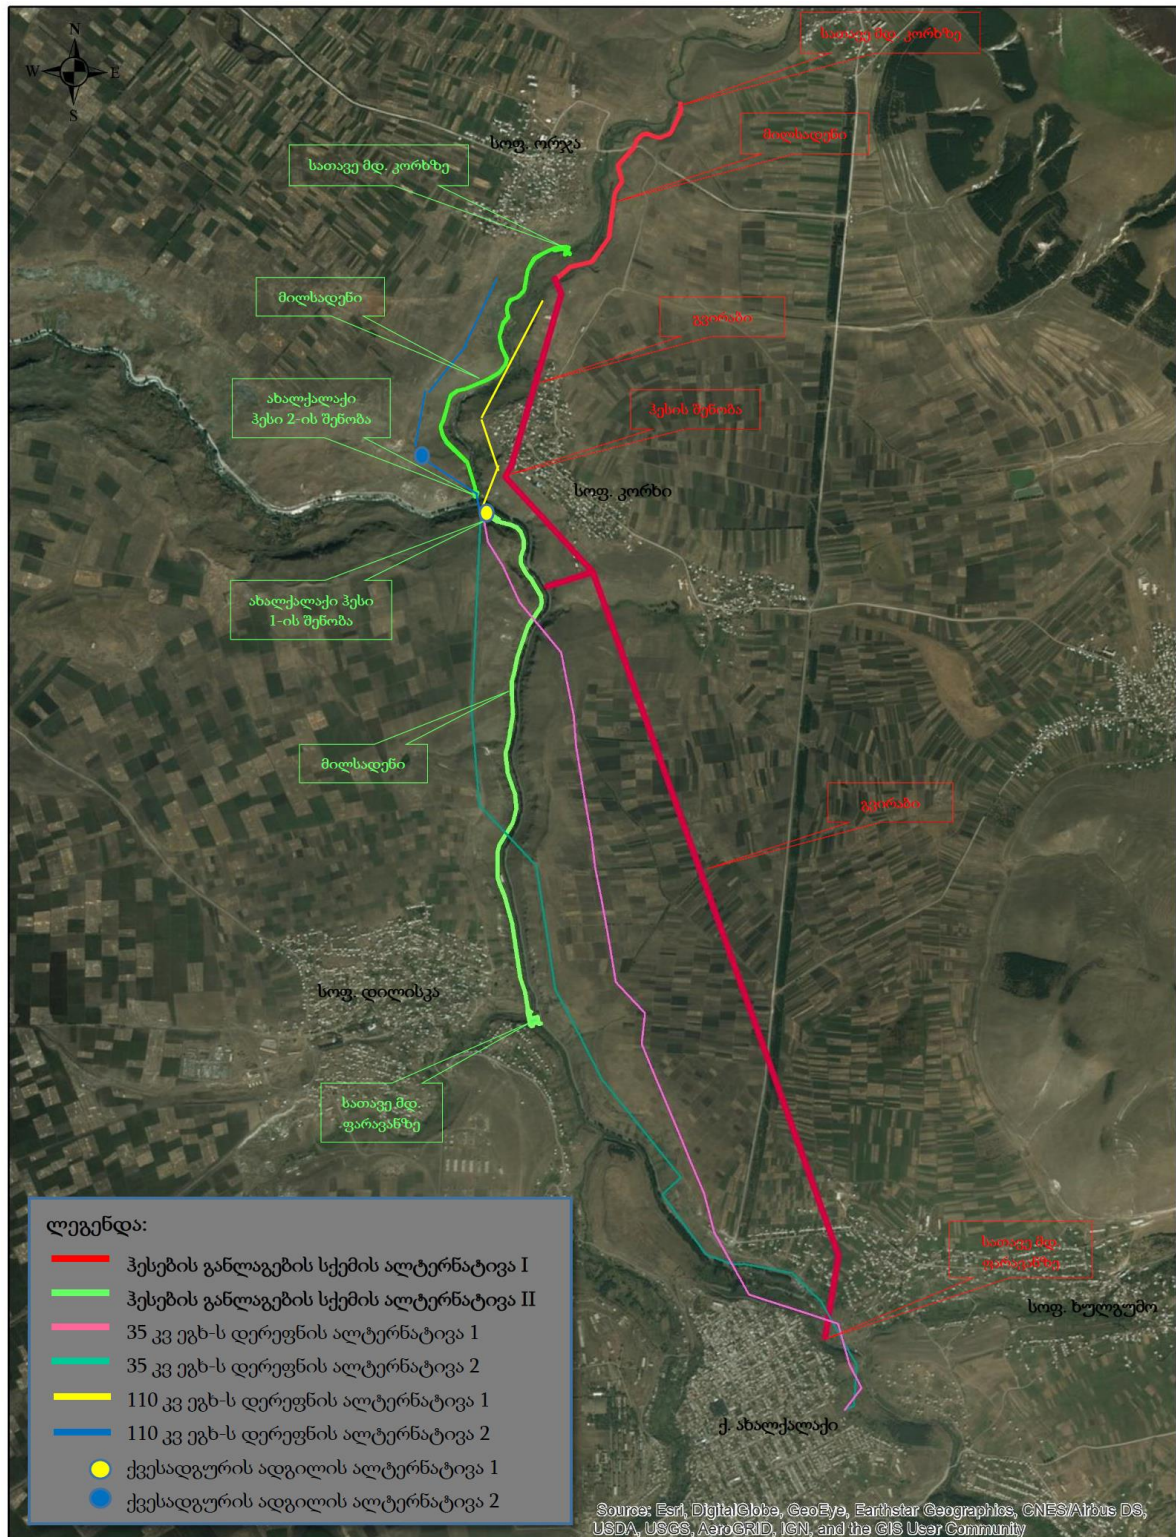 N
W
E
S
სათავე მდ. კორხზე
სოფ. ორჯა
მილსადენი
სათავე მდ. კორხზე
მილსადენი
გვირაბი
ახალქალაქი
ჰესი 2-ის შენობა
ჰესის შენობა
სოფ. კორხი
ახალქალაქი ჰესი
1-ის შენობა
მილსადენი
გვირაბი
სოფ. დილისკა
სათავე მდ.
ფარავანზე
სათავე მდ.
ფარავანზე
სოფ. ხულგუმო
ქ. ახალქალაქი
ლეგენდა:
ჰესების განლაგების სქემის ალტერნატივა I
ჰესების განლაგების სქემის ალტერნატივა II
35 კვ ეგხ-ს დერეფნის ალტერნატივა 1
35 კვ ეგხ-ს დერეფნის ალტერნატივა 2
110 კვ ეგხ-ს დერეფნის ალტერნატივა 1
110 კვ ეგხ-ს დერეფნის ალტერნატივა 2
ქვესადგურის ადგილის ალტერნატივა 1
ქვესადგურის ადგილის ალტერნატივა 2
Source: Esri, DigitalGlobe, GeoEye, Earthstar Geographics, CNES/Airbus DS,
USDA, USGS, AeroGRID, IGN, and the GIS User Community